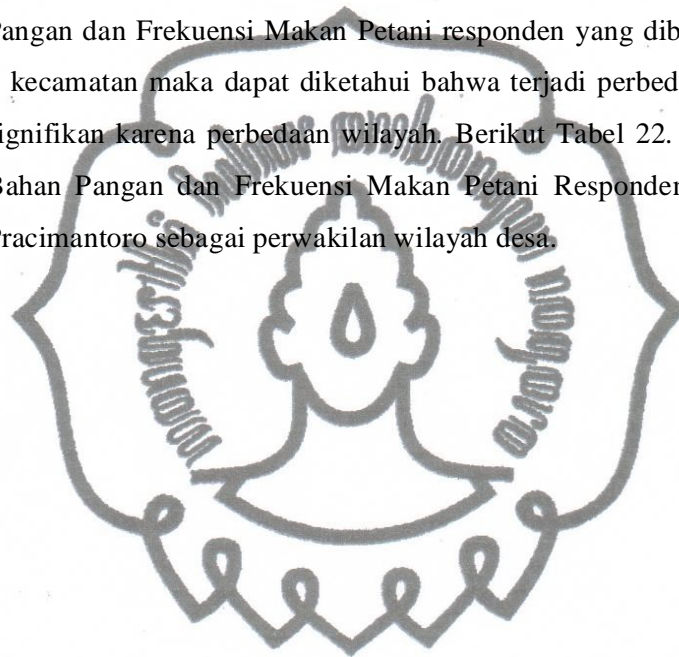 Pangan dan Frekuensi Makan Petani responden yang dib
kecamatan maka dapat diketahui bahwa terjadi perbed
ignifikan karena perbedaan wilayah. Berikut Tabel 22.
Bahan Pangan dan Frekuensi Makan Petani Responden
Pracimantoro sebagai perwakilan wilayah desa.